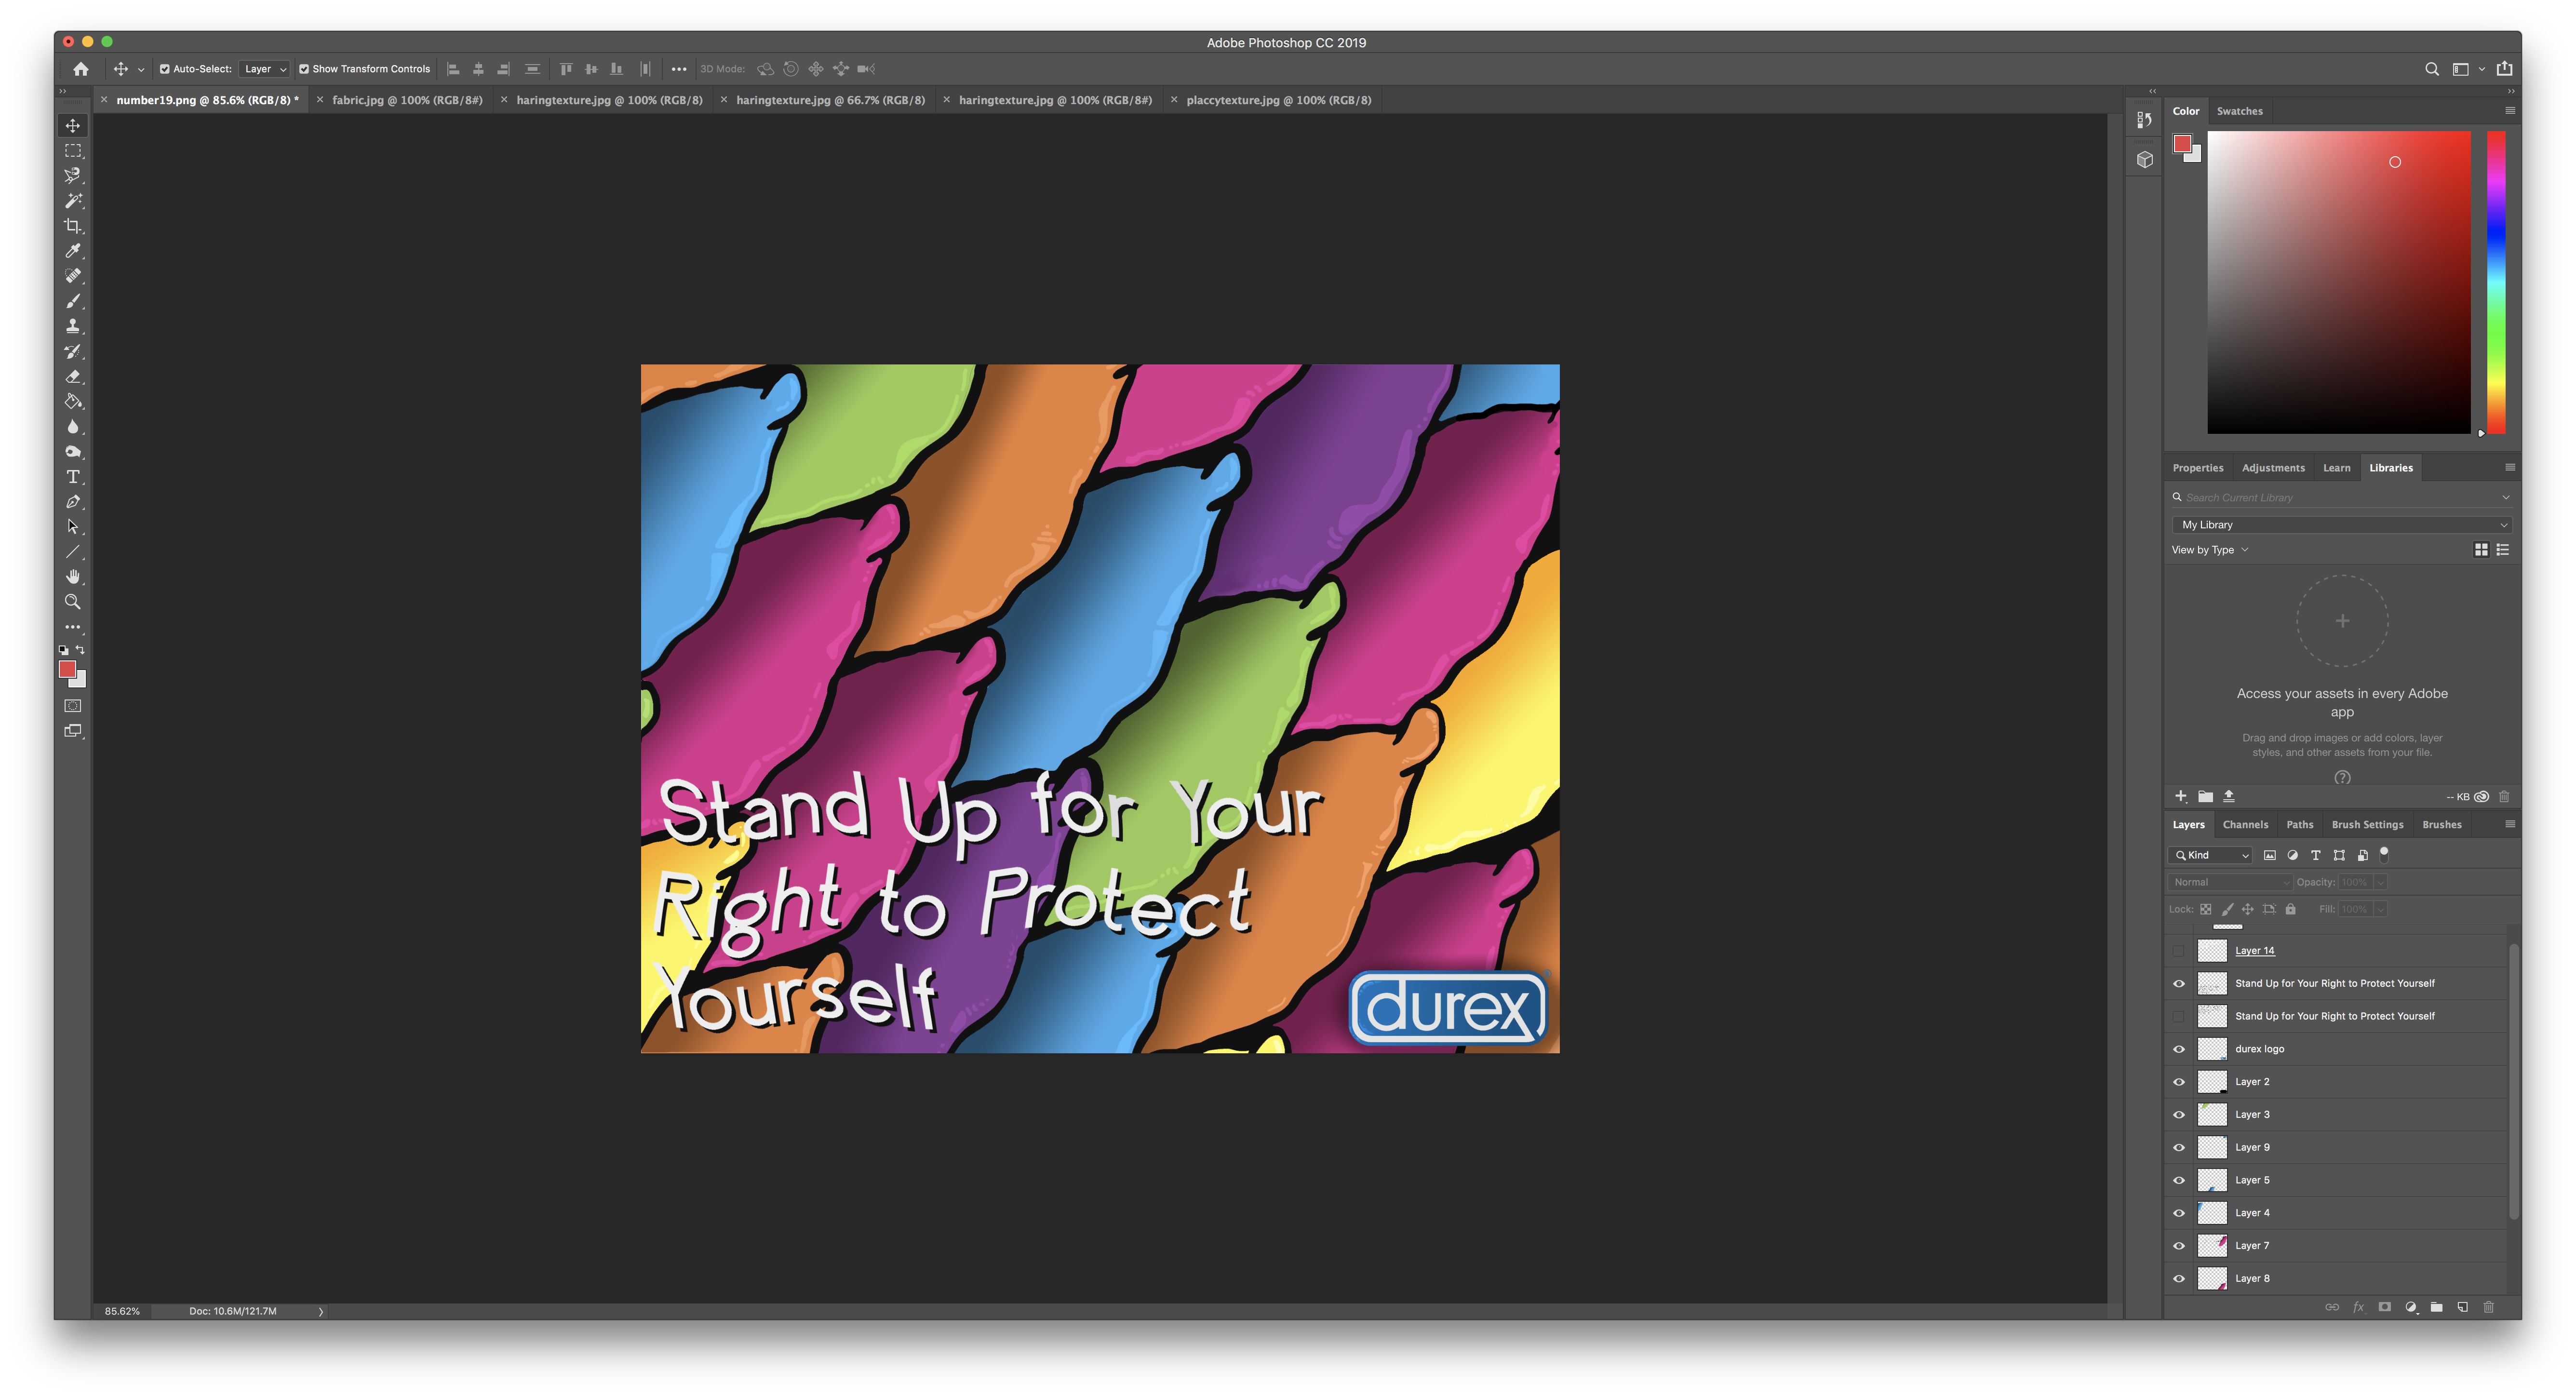 Adobe Photoshop CC 2019
Auto-Select: Layer Show Transform Controls 3D Mode:
number19.png @ 85.6% (RGB/8) * fabric.jpg @ 100% (RGB/8#) haringtexture.jpg @ 100% (RGB/8) haringtexture.jpg @ 66.7% (RGB/8) haringtexture.jpg @ 100% (RGB/8#) placcytexture.jpg @ 100% (RGB/8)
Stand Up for Your
Right to Protect
Yourself
durex
85.62% Doc: 10.6M/121.7M
Color Swatches
Properties Adjustments Learn Libraries
Search Current Library
My Library
View by Type
Access your assets in every Adobe
app
Drag and drop images or add colors, layer
styles, and other assets from your file.
-- KB
Layers Channels Paths Brush Settings Brushes
Kind
Normal Opacity: 100%
Lock: Fill: 100%
Layer 14
Stand Up for Your Right to Protect Yourself
Stand Up for Your Right to Protect Yourself
durex logo
Layer 2
Layer 3
Layer 9
Layer 5
Layer 4
Layer 7
Layer 8
fx